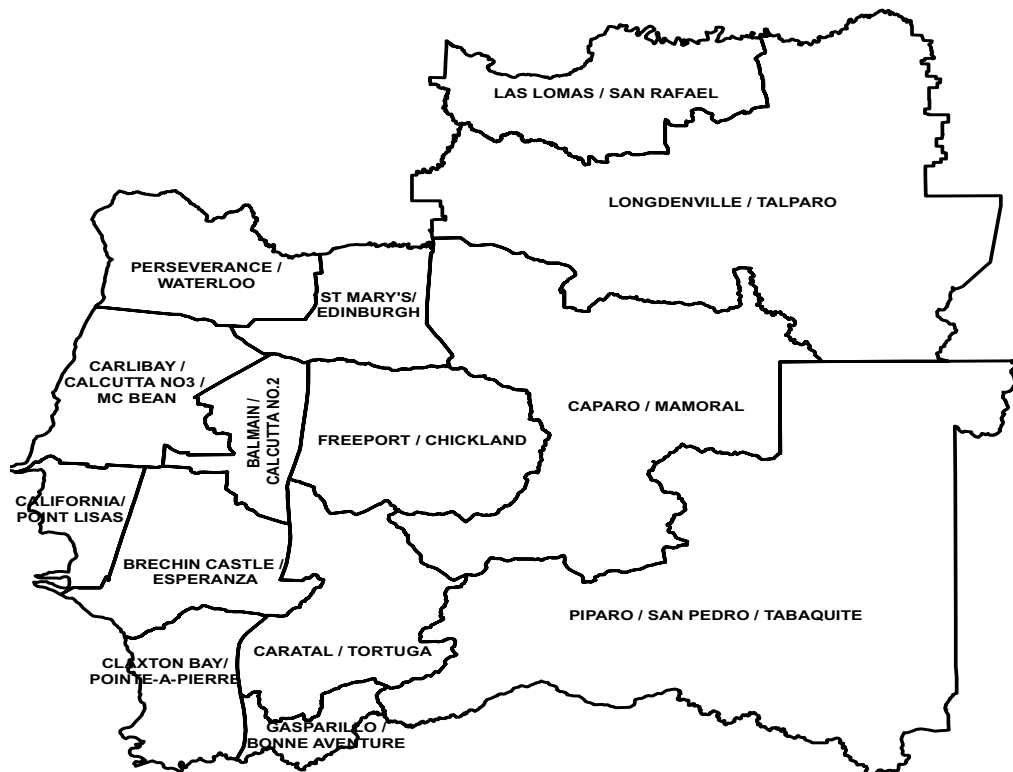 LAS LOMAS / SAN RAFAEL
LONGDENVILLE / TALPARO
PERSEVERANCE /
WATERLOO
ST MARY'S/
EDINBURGH
CARLIBAY /
CALCUTTA NO3 /
MC BEAN
BALMAIN /
CALCUTTA NO.2
CAPARO / MAMORAL
FREEPORT / CHICKLAND
CALIFORNIA/
POINT LISAS
BRECHIN CASTLE /
ESPERANZA
PIPARO / SAN PEDRO / TABAQUITE
CARATAL / TORTUGA
CLAXTON BAY/
POINTE-A-PIERRE
GASPARILLO /
BONNE AVENTURE